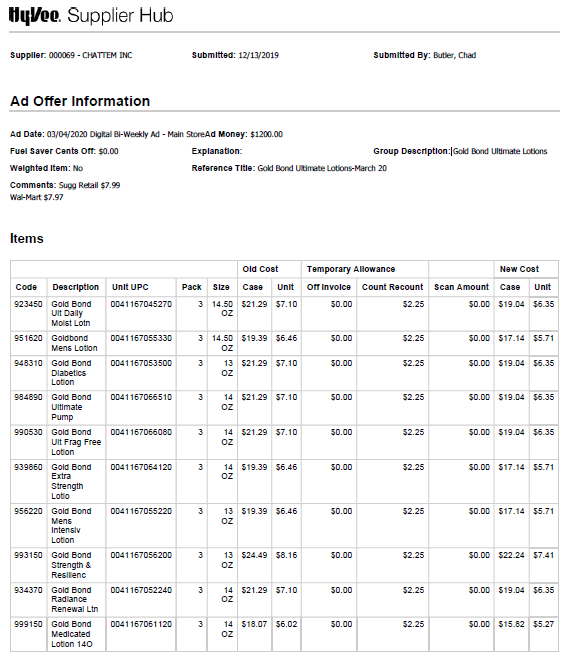 HyVee. Supplier Hub
Supplier: 000069 - CHATTEM INC Submitted: 12/13/2019 Submitted By: Butler, Chad
Ad Offer Information
Ad Date: 03/04/2020 Digital Bi-Weekly Ad - Main StoreAd Money: $1200.00
Fuel Saver Cents Off: $0.00 Explanation: Group Description: Gold Bond Ultimate Lotions
Weighted Item: No Reference Title: Gold Bond Ultimate Lotions-March 20
Comments: Sugg Retail $7.99
Wal-Mart $7.97
Items
Old Cost Temporary Allowance New Cost
Code Description Unit UPC Pack Size Case Unit Off Invoice Count Recount Scan Amount Case Unit
923450 Gold Bond 0041167045270 3 14.50 $21.29 $7.10 $0.00 $2.25 $0.00 $19.04 $6.35
Ult Daily OZ
Moist Lotn
951620 Goldbond 0041167055330 3 14.50 $19.39 $6.46 $0.00 $2.25 $0.00 $17.14 $5.71
Mens Lotion OZ
948310 Gold Bond 0041167053500 3 13 $21.29 $7.10 $0.00 $2.25 $0.00 $19.04 $6.35
Diabetics OZ
Lotion
984890 Gold Bond 0041167066510 3 14 $21.29 $7.10 $0.00 $2.25 $0.00 $19.04 $6.35
Ultimate OZ
Pump
990530 Gold Bond 0041167066080 3 14 $21.29 $7.10 $0.00 $2.25 $0.00 $19.04 $6.35
Ult Frag Free OZ
Lotion
939860 Gold Bond 0041167064120 3 14 $19.39 $6.46 $0.00 $2.25 $0.00 $17.14 $5.71
Extra OZ
Strength
Lotio
956220 Gold Bond 0041167055220 3 13 $19.39 $6.46 $0.00 $2.25 $0.00 $17.14 $5.71
Mens OZ
Intensiv
Lotion
993150 Gold Bond 0041167056200 3 13 $24.49 $8.16 $0.00 $2.25 $0.00 $22.24 $7.41
Strength & OZ
Resilienc
934370 Gold Bond 0041167052240 3 14 $21.29 $7.10 $0.00 $2.25 $0.00 $19.04 $6.35
Radiance OZ
Renewal Ltn
999150 Gold Bond 0041167061120 3 14 $18.07 $6.02 $0.00 $2.25 $0.00 $15.82 $5.27
Medicated OZ
Lotion 14O